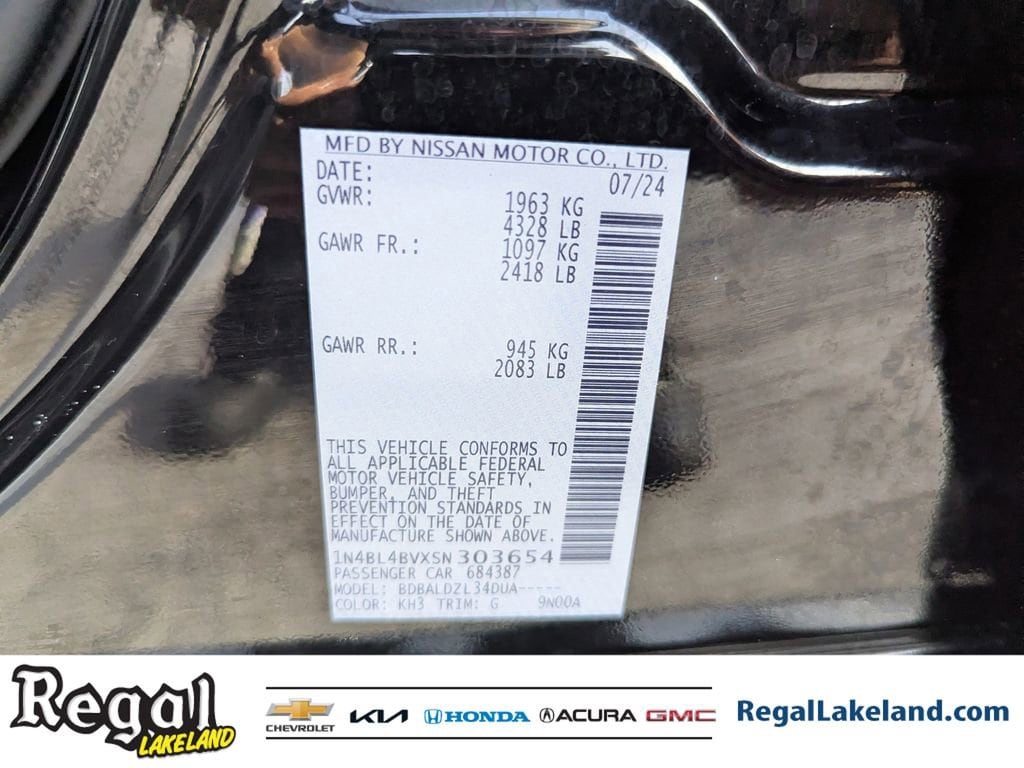 MFD BY NISSAN MOTOR CO., LTD.
DATE: 07/24
GVWR: 1963 KG
4328 LB
GAWR FR.: 1097 KG
2418 LB
GAWR RR.: 945 KG
2083 LB
THIS VEHICLE CONFORMS TO
ALL APPLICABLE FEDERAL
MOTOR VEHICLE SAFETY,
BUMPER, AND THEFT
PREVENTION STANDARDS IN
EFFECT ON THE DATE OF
MANUFACTURE SHOWN ABOVE.
1N4BL4BVXSN303654
PASSENGER CAR 684387
MODEL: BDBALDZL34DUA-----
COLOR: KH3 TRIM: G 9N00A
Regal
LAKELAND
CHEVROLET KIA HONDA ACURA GMC
RegalLakeland.com